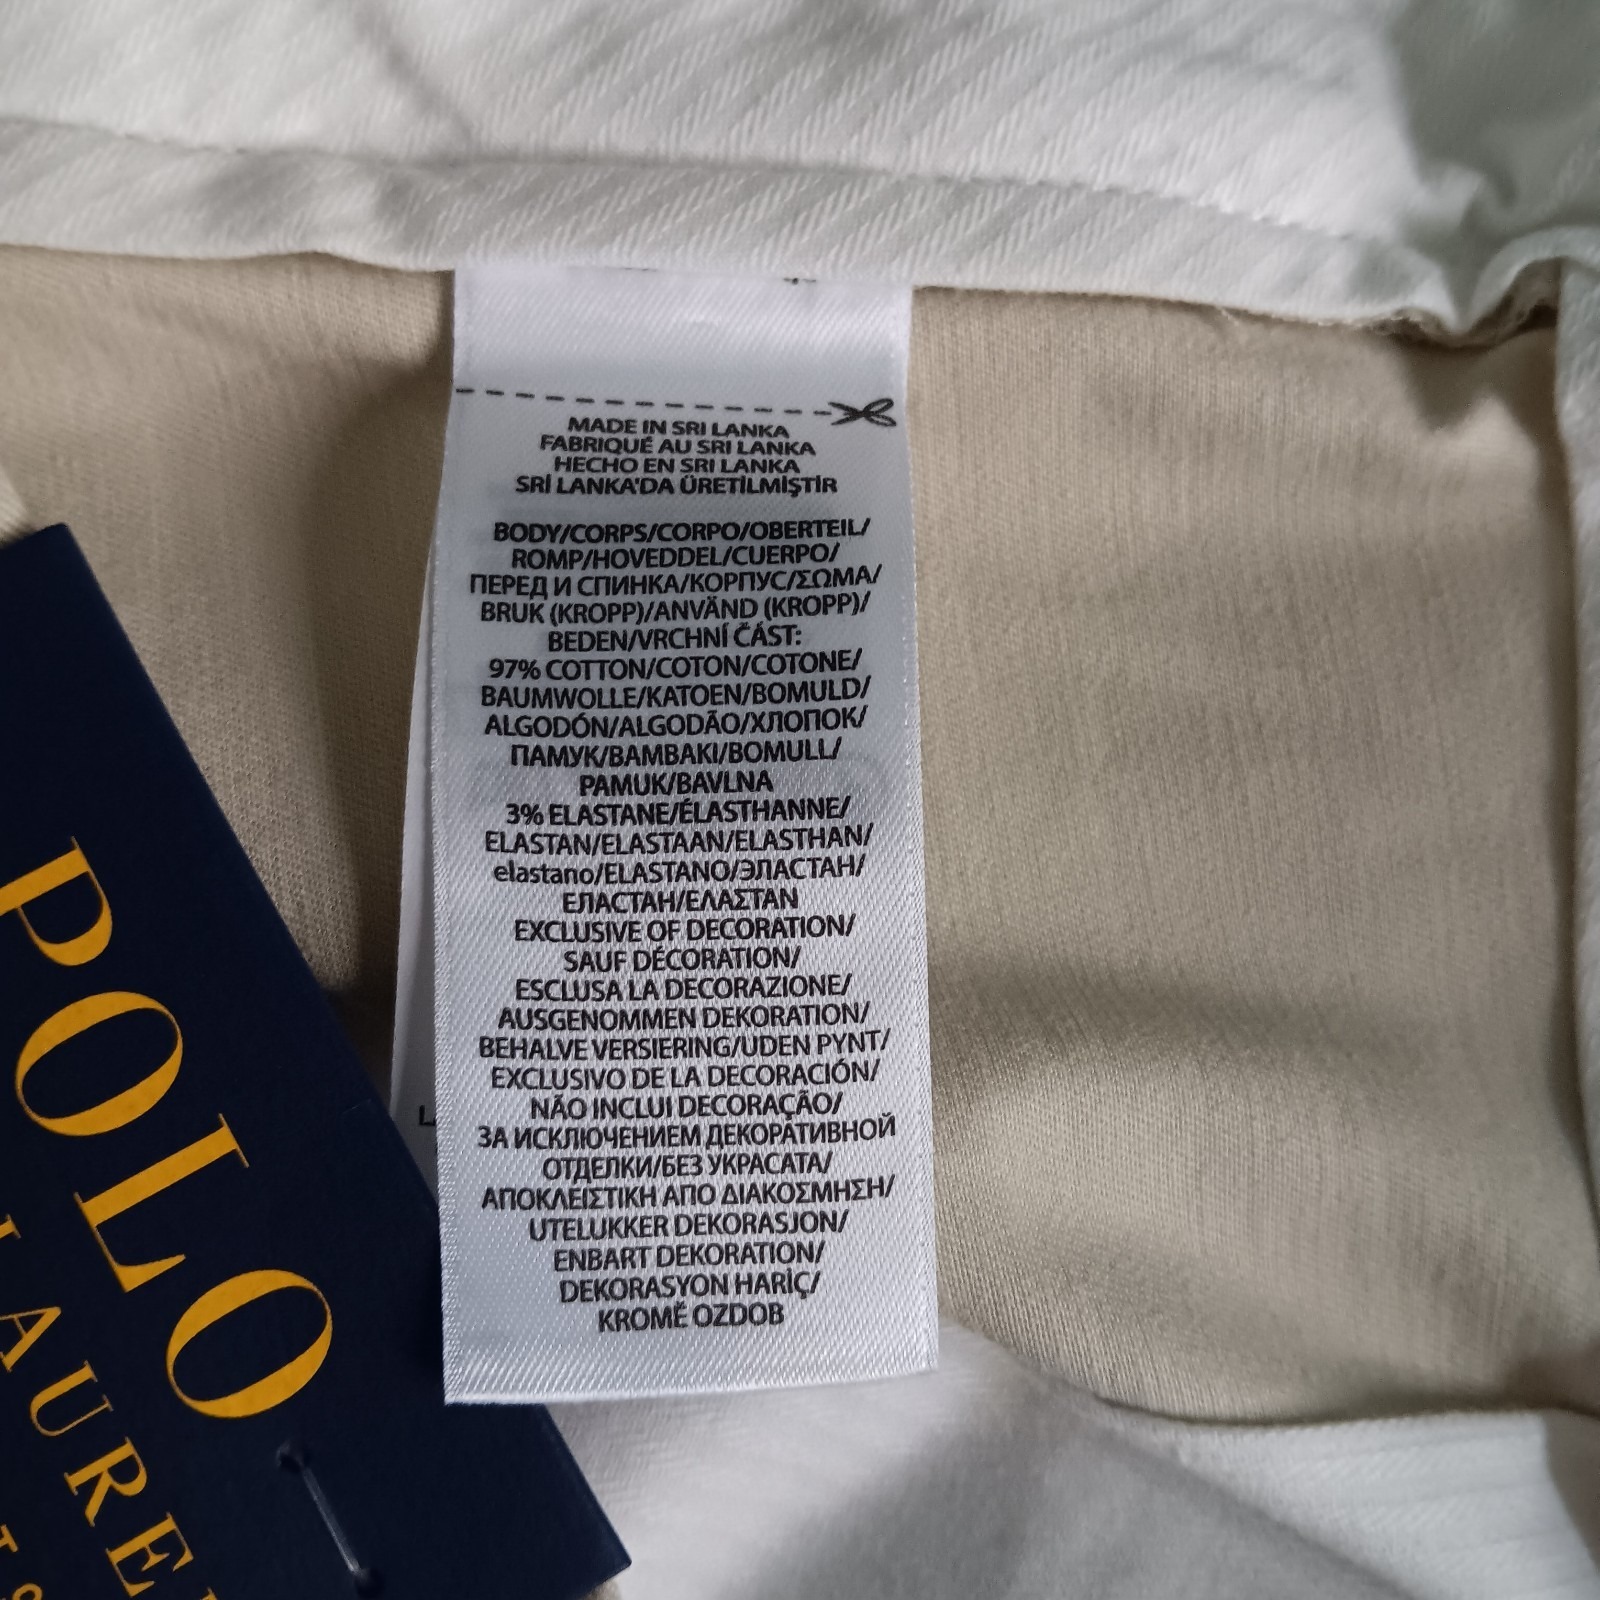 MADE IN SRI LANKA
FABRIQUÉ AU SRI LANKA
HECHO EN SRI LANKA
SRİ LANKA'DA ÜRETİLMİŞTİR
BODY/CORPS/CORPO/OBERTEIL/
ROMP/HOVEDDEL/CUERPO/
ПЕРЕД И СПИНКА/КОРПУС/ΣΩΜΑ/
BRUK (KROPP)/ANVÄND (KROPP)/
BEDEN/VRCHNÍ ČÁST:
97% COTTON/COTON/COTONE/
BAUMWOLLE/KATOEN/BOMULD/
ALGODÓN/ALGODÃO/ХЛОПОК/
ПАМУК/ΒΑΜΒΑΚΙ/BOMULL/
PAMUK/BAVLNA
3% ELASTANE/ÉLASTHANNE/
ELASTAN/ELASTAAN/ELASTHAN/
elastano/ELASTANO/ЭЛАСТАН/
ЕЛАСТАН/ΕΛΑΣΤΑΝ
EXCLUSIVE OF DECORATION/
SAUF DÉCORATION/
ESCLUSA LA DECORAZIONE/
AUSGENOMMEN DEKORATION/
BEHALVE VERSIERING/UDEN PYNT/
EXCLUSIVO DE LA DECORACIÓN/
NÃO INCLUI DECORAÇÃO/
ЗА ИСКЛЮЧЕНИЕМ ДЕКОРАТИВНОЙ
ОТДЕЛКИ/БЕЗ УКРАСАТА/
ΑΠΟΚΛΕΙΣΤΙΚΗ ΑΠΟ ΔΙΑΚΟΣΜΗΣΗ/
UTELUKKER DEKORASJON/
ENBART DEKORATION/
DEKORASYON HARİÇ/
KROMĚ OZDOB
POLO
AURE